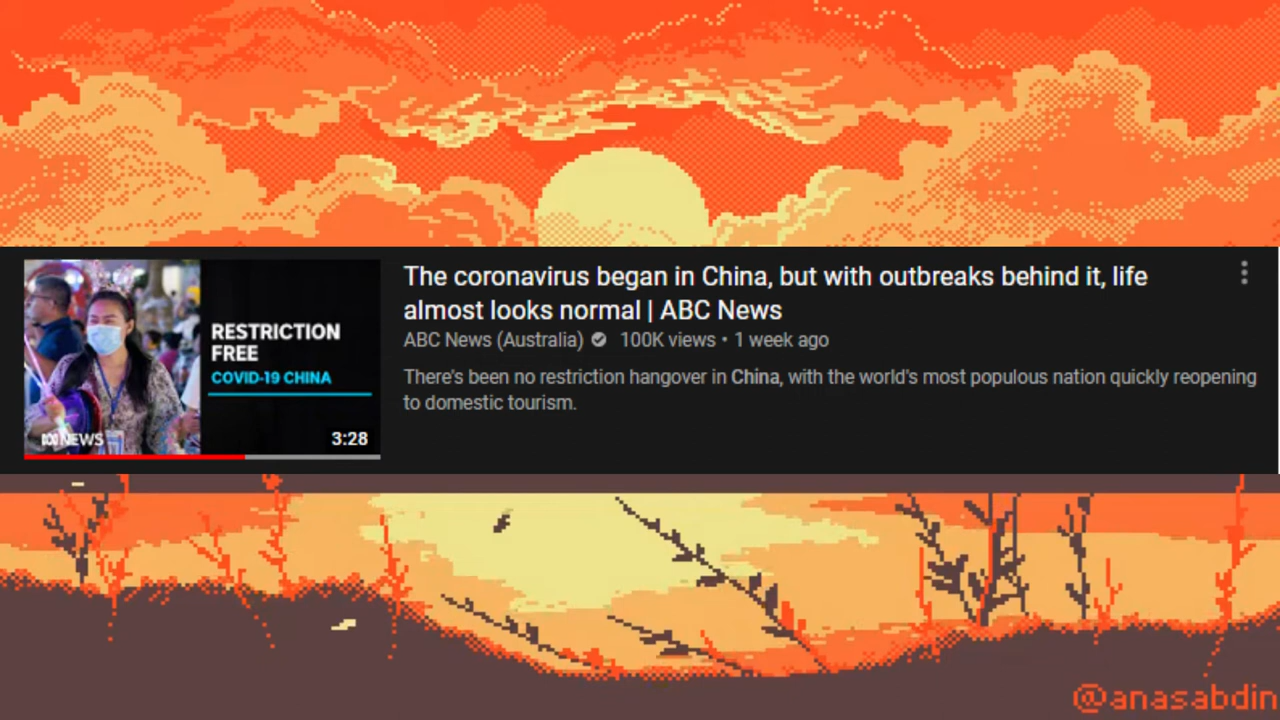 The coronavirus began in China, but with outbreaks behind it, life
almost looks normal | ABC News
ABC News (Australia) 100K views • 1 week ago
There's been no restriction hangover in China, with the world's most populous nation quickly reopening
to domestic tourism.
RESTRICTION
FREE
COVID-19 CHINA
NEWS
3:28
@anasabdin